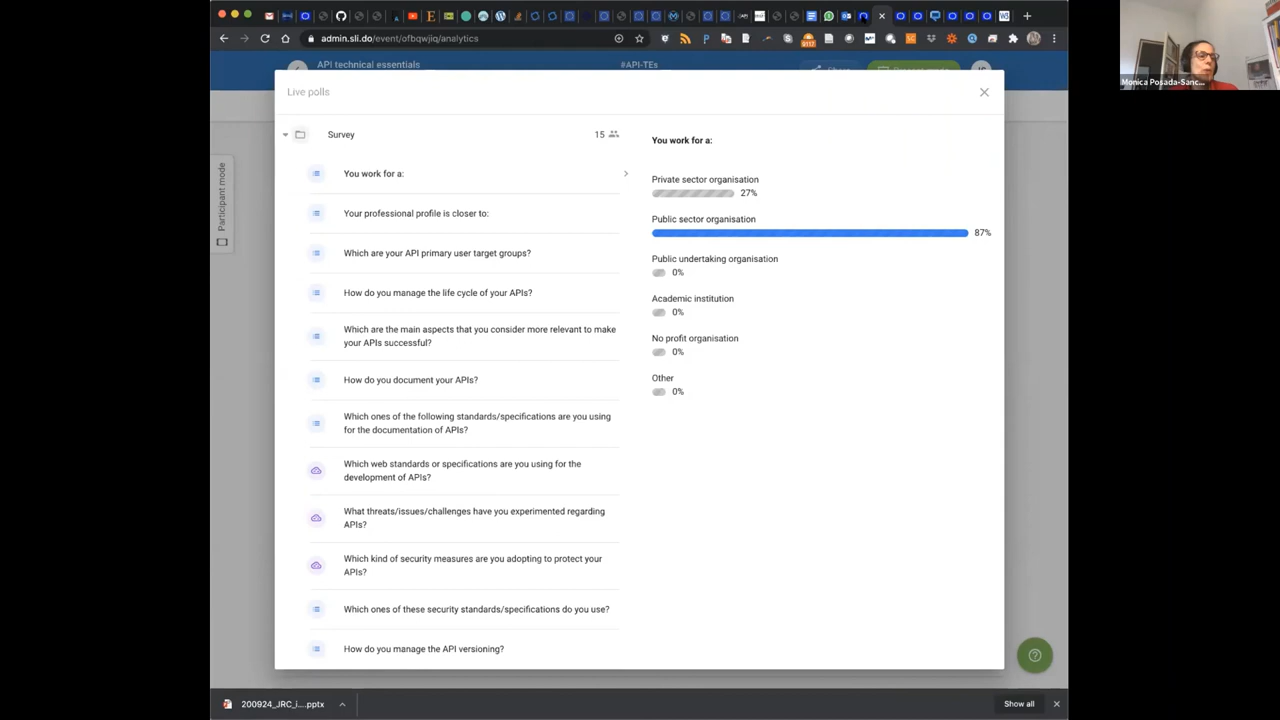 admin.sli.do/event/ofbqwjiq/analytics
API technical essentials
#API-TEs
Live polls
Participant mode
Survey
15
You work for a:
Your professional profile is closer to:
Which are your API primary user target groups?
How do you manage the life cycle of your APIs?
Which are the main aspects that you consider more relevant to make
your APIs successful?
How do you document your APIs?
Which ones of the following standards/specifications are you using
for the documentation of APIs?
Which web standards or specifications are you using for the
development of APIs?
What threats/issues/challenges have you experimented regarding
APIs?
Which kind of security measures are you adopting to protect your
APIs?
Which ones of these security standards/specifications do you use?
How do you manage the API versioning?
You work for a:
Private sector organisation
27%
Public sector organisation
87%
Public undertaking organisation
0%
Academic institution
0%
No profit organisation
0%
Other
0%
200924_JRC_i....pptx
Show all
Monica Posada-Sanc...